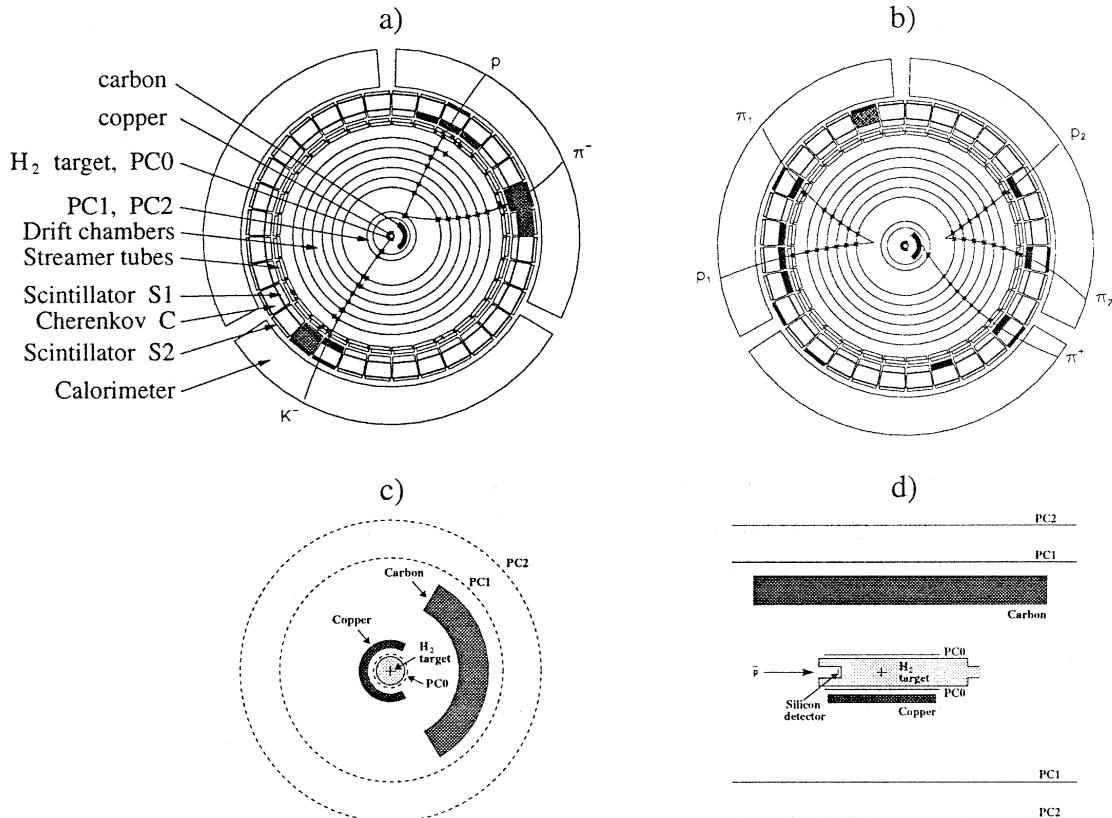 a)
p
carbon
copper
H₂ target, PC0
π⁻
PC1, PC2
Drift chambers
Streamer tubes
Scintillator S1
Cherenkov C
Scintillator S2
Calorimeter
K⁻
b)
π₁
p₂
p₁
π₂
π⁺
c)
PC2
PC1
Carbon
Copper
H₂
target
PC0
d)
PC2
PC1
Carbon
PC0
p̄
H₂
target
PC0
Silicon
detector
Copper
PC1
PC2